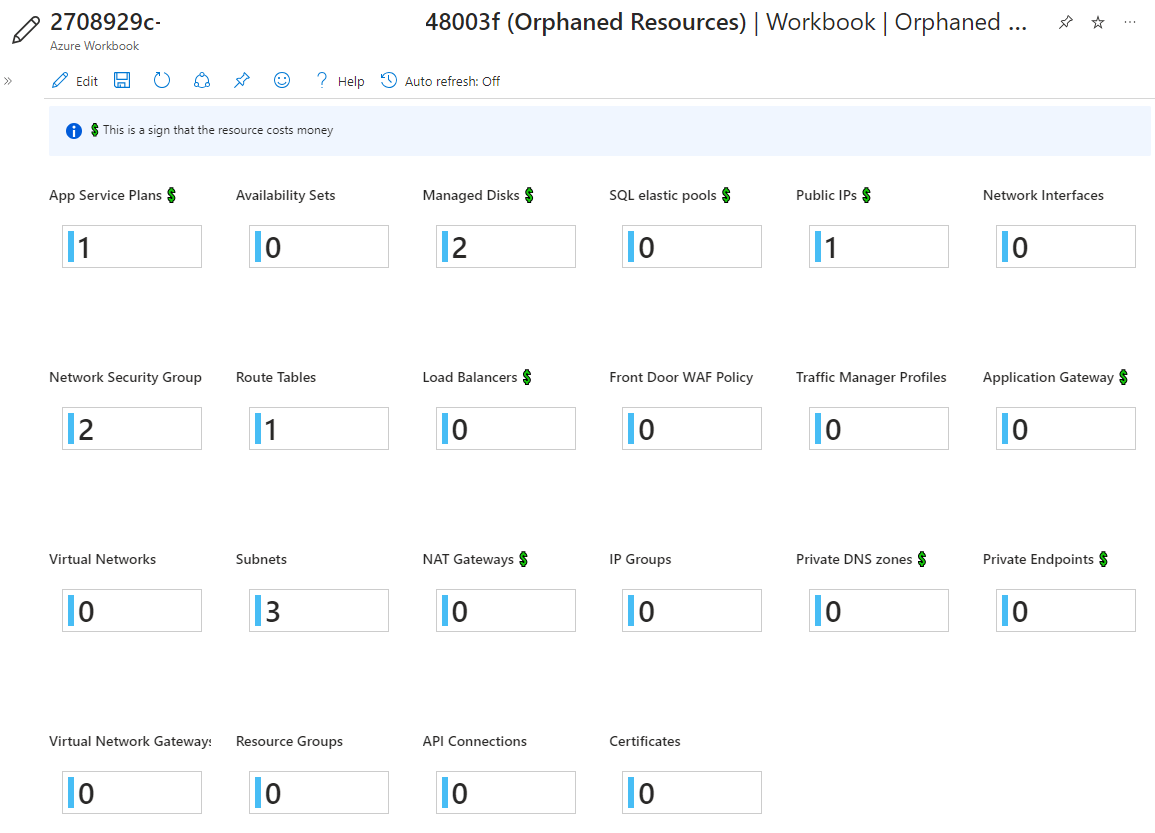 2708929c- 48003f (Orphaned Resources) | Workbook | Orphaned ...
Azure Workbook
Edit Help Auto refresh: Off
$ This is a sign that the resource costs money
App Service Plans $ Availability Sets Managed Disks $ SQL elastic pools $ Public IPs $ Network Interfaces
1 0 2 0 1 0
Network Security Group Route Tables Load Balancers $ Front Door WAF Policy Traffic Manager Profiles Application Gateway $
2 1 0 0 0 0
Virtual Networks Subnets NAT Gateways $ IP Groups Private DNS zones $ Private Endpoints $
0 3 0 0 0 0
Virtual Network Gateways Resource Groups API Connections Certificates
0 0 0 0